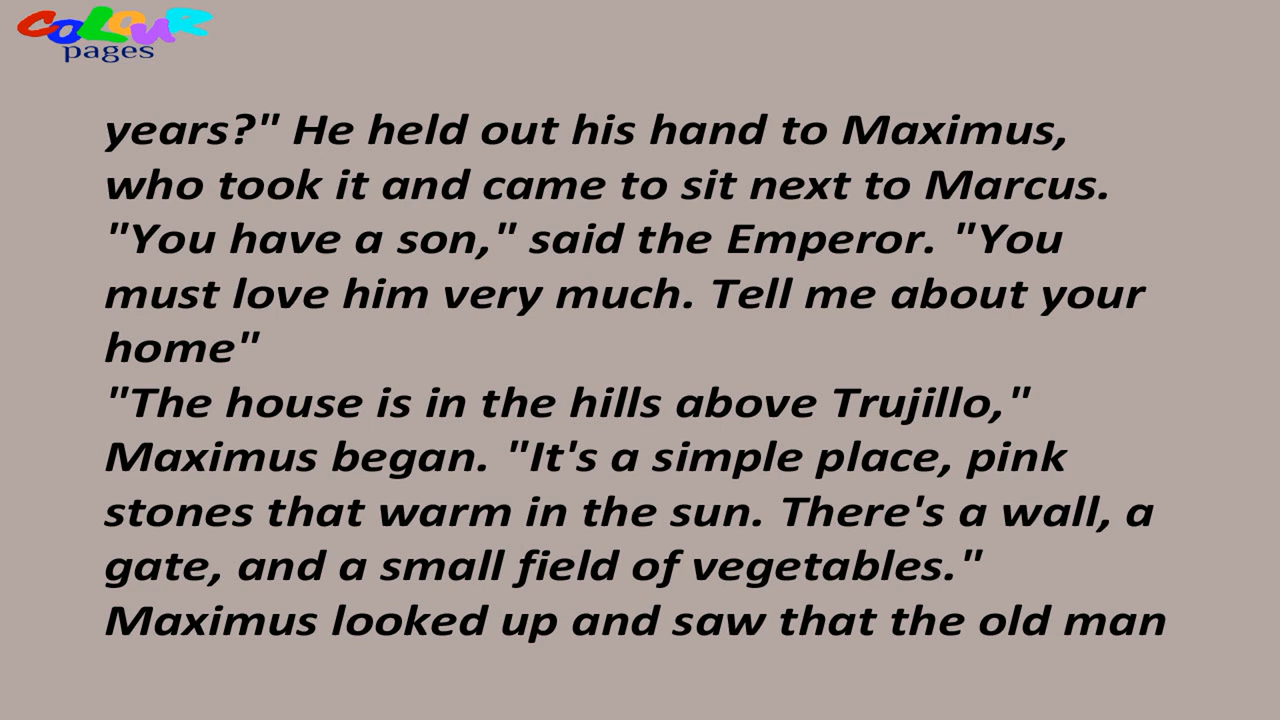 COLOUR
pages
years?" He held out his hand to Maximus,
who took it and came to sit next to Marcus.
"You have a son," said the Emperor. "You
must love him very much. Tell me about your
home"
"The house is in the hills above Trujillo,"
Maximus began. "It's a simple place, pink
stones that warm in the sun. There's a wall, a
gate, and a small field of vegetables."
Maximus looked up and saw that the old man